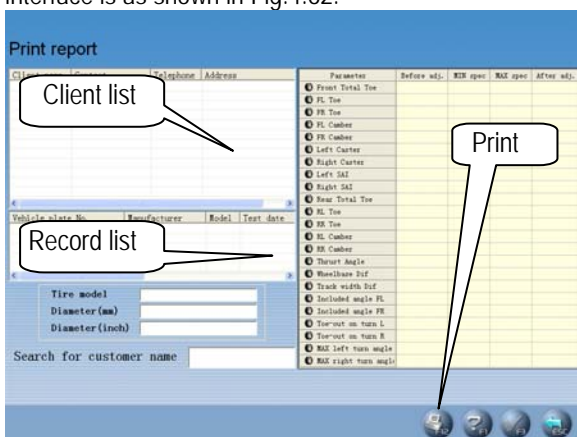 interface is as shown in Fig.1.62.
Print report
Telephone Address
Client list
Record list
Vehicle plate No. Manufacturer Model Test date
Tire model
Diameter(mm)
Diameter(inch)
Search for customer name
Parameter Before adj. MIN spec MAX spec After adj.
Front Total Toe
FL Toe
FR Toe
FL Camber
FR Camber
Left Caster
Right Caster
Left SAI
Right SAI
Rear Total Toe
RL Toe
RR Toe
RL Camber
RR Camber
Thrust Angle
Wheelbase Dif
Track width Dif
Included angle FL
Included angle FR
Toe-out on turn L
Toe-out on turn R
MAX left turn angle
MAX right turn angle
Print
F1
ESC